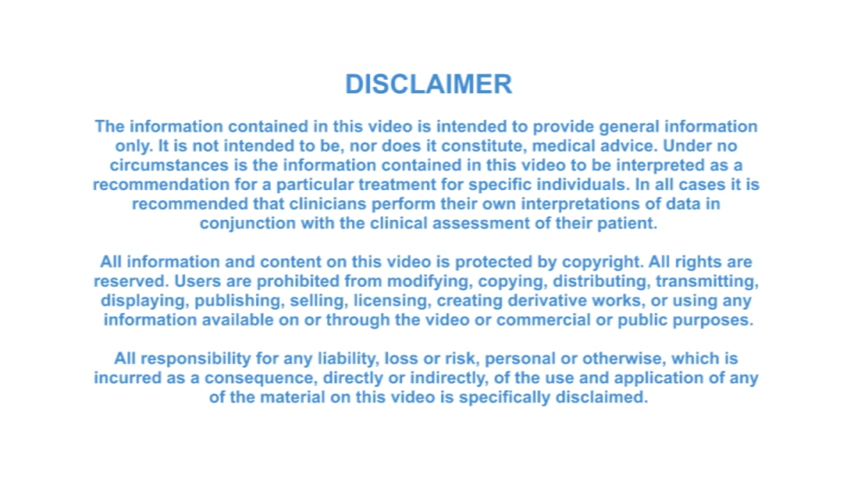 DISCLAIMER
The information contained in this video is intended to provide general information
only. It is not intended to be, nor does it constitute, medical advice. Under no
circumstances is the information contained in this video to be interpreted as a
recommendation for a particular treatment for specific individuals. In all cases it is
recommended that clinicians perform their own interpretations of data in
conjunction with the clinical assessment of their patient.
All information and content on this video is protected by copyright. All rights are
reserved. Users are prohibited from modifying, copying, distributing, transmitting,
displaying, publishing, selling, licensing, creating derivative works, or using any
information available on or through the video or commercial or public purposes.
All responsibility for any liability, loss or risk, personal or otherwise, which is
incurred as a consequence, directly or indirectly, of the use and application of any
of the material on this video is specifically disclaimed.